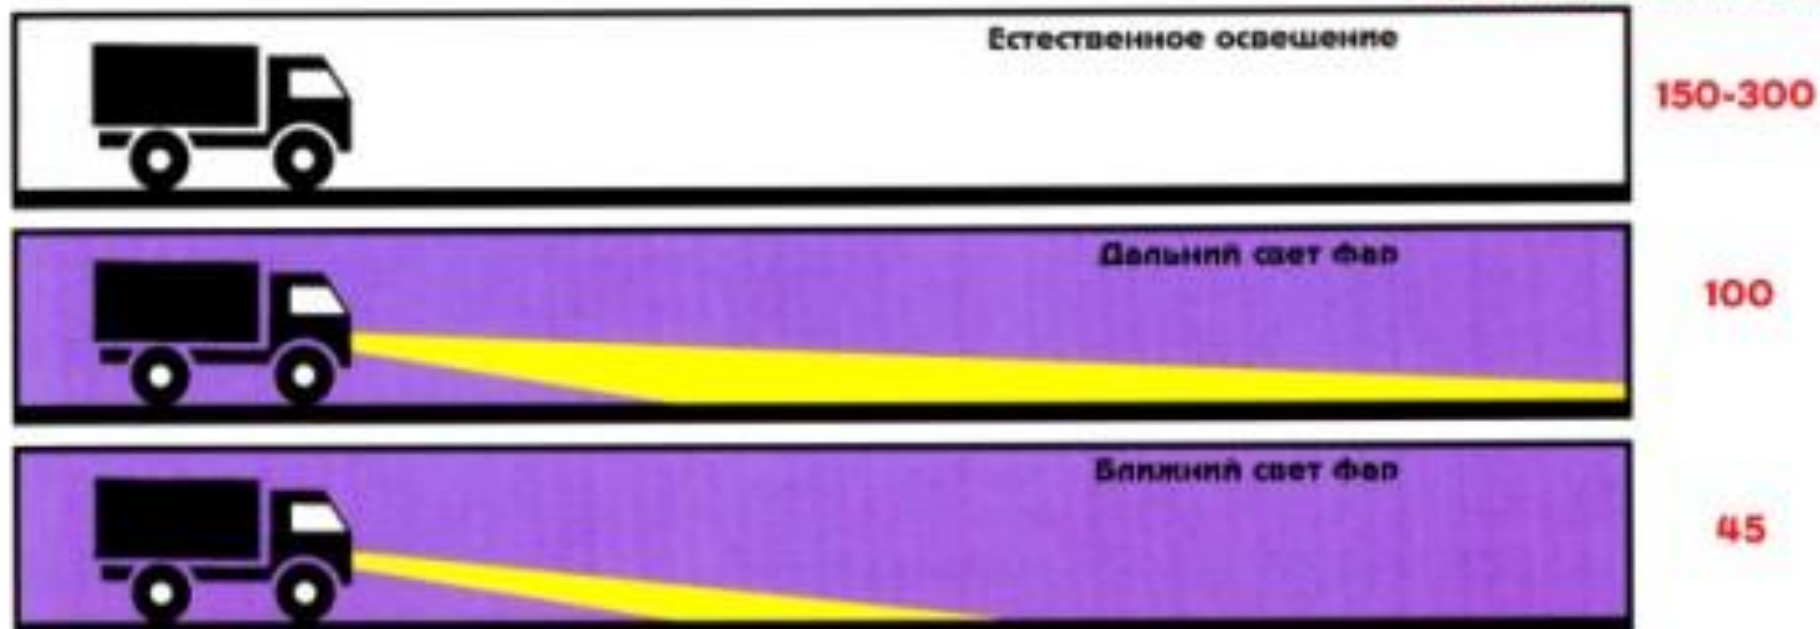 Естественное освещение
150-300
Дальний свет фар
100
Ближний свет фар
45